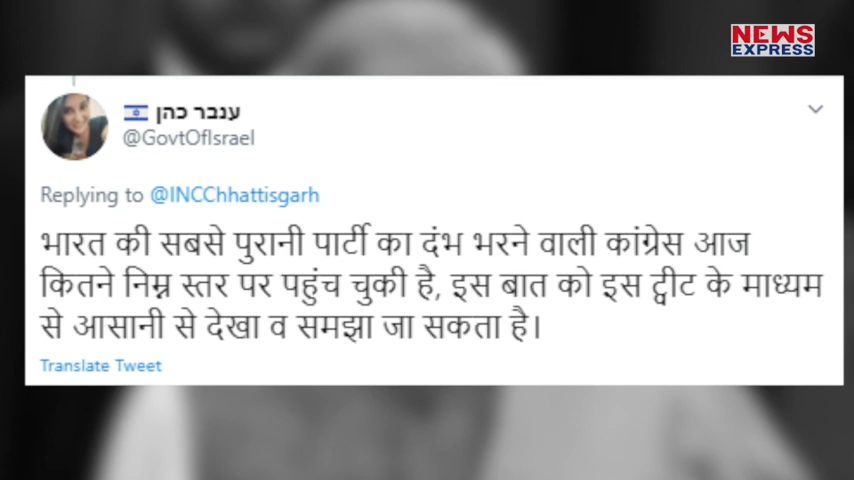 NEWS
EXPRESS
ענבר כהן
@GovtOfIsrael
Replying to @INCChhattisgarh
भारत की सबसे पुरानी पार्टी का दंभ भरने वाली कांग्रेस आज
कितने निम्न स्तर पर पहुंच चुकी है, इस बात को इस ट्वीट के माध्यम
से आसानी से देखा व समझा जा सकता है।
Translate Tweet